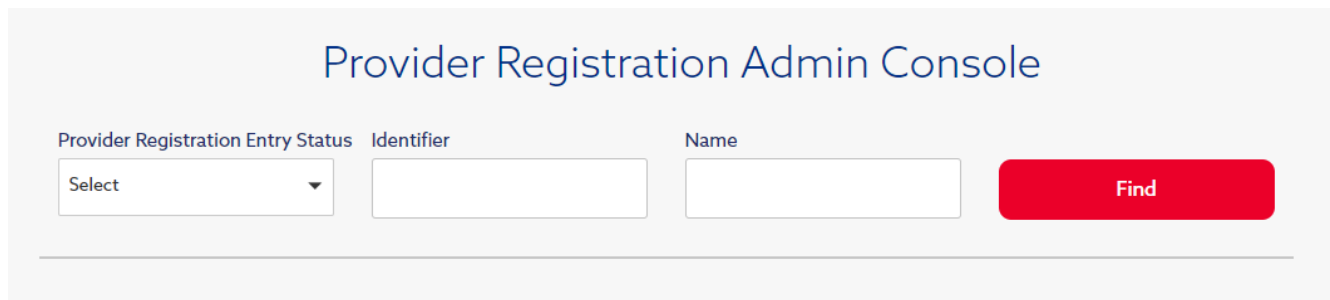 Provider Registration Admin Console
Provider Registration Entry Status Identifier Name
Select Find